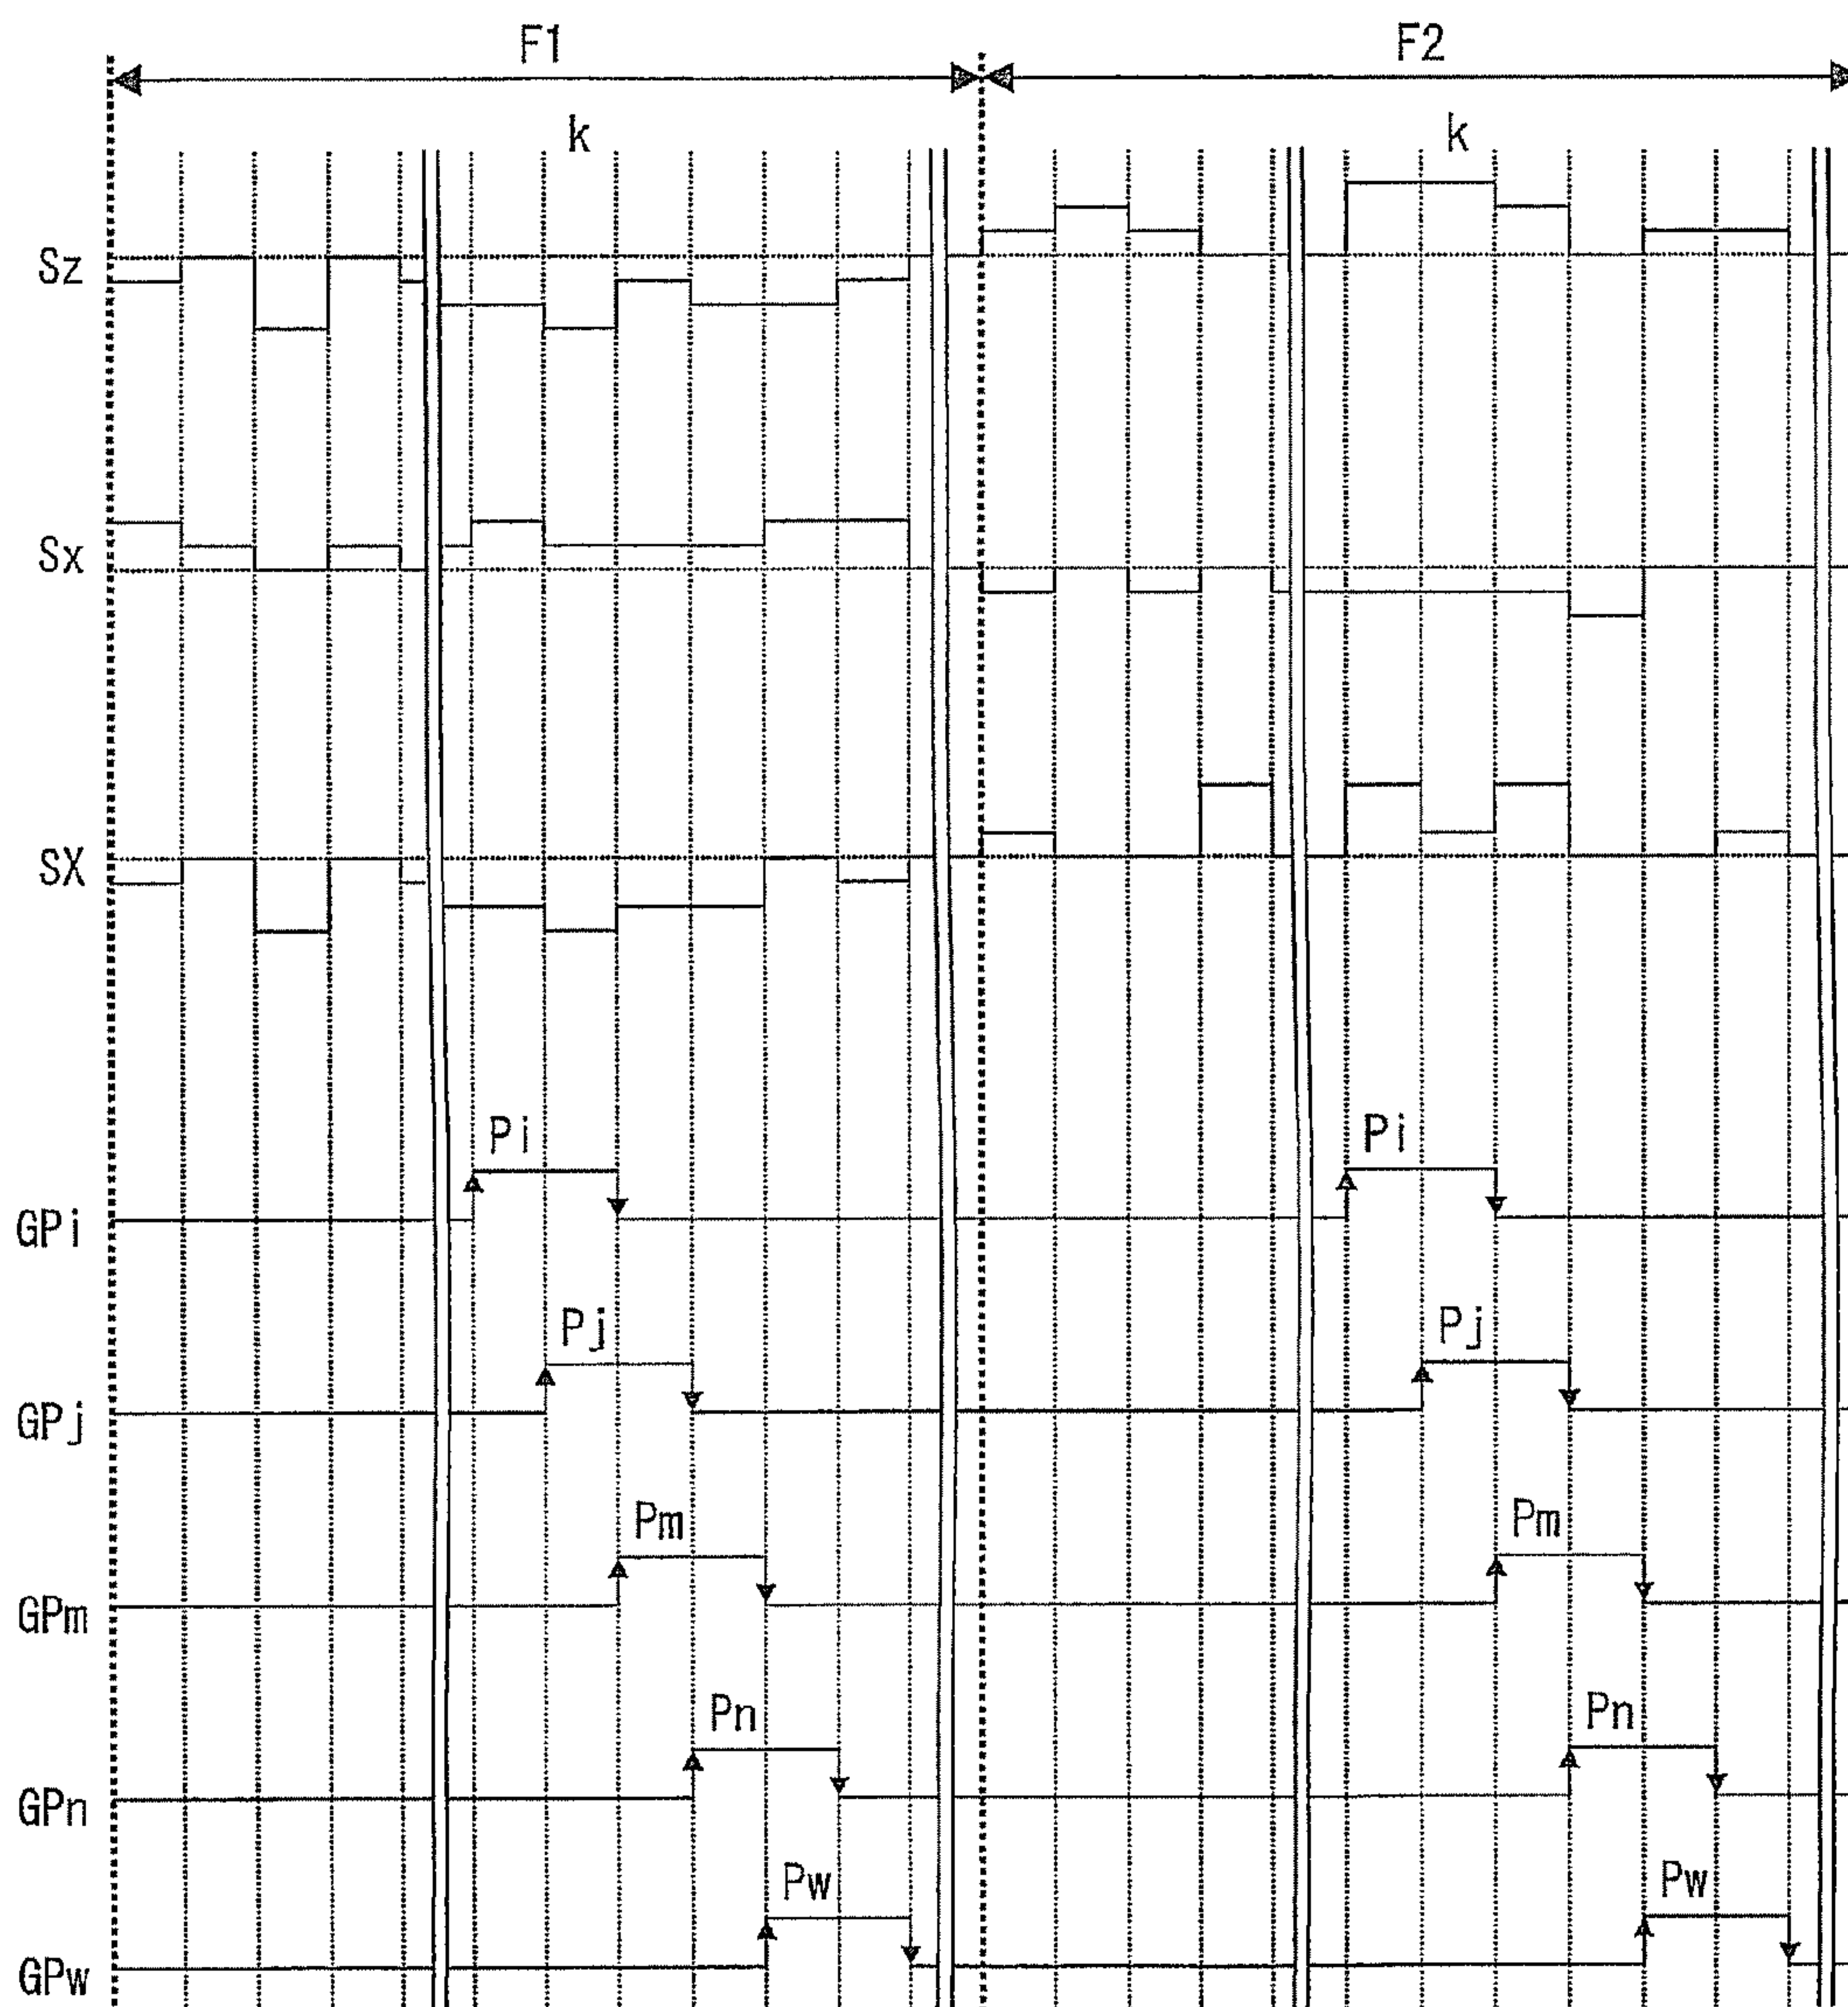 F1 F2
k k
Sz
Sx
SX
Pi Pi
GPi
Pj Pj
GPj
Pm Pm
GPm
Pn Pn
GPn
Pw Pw
GPw